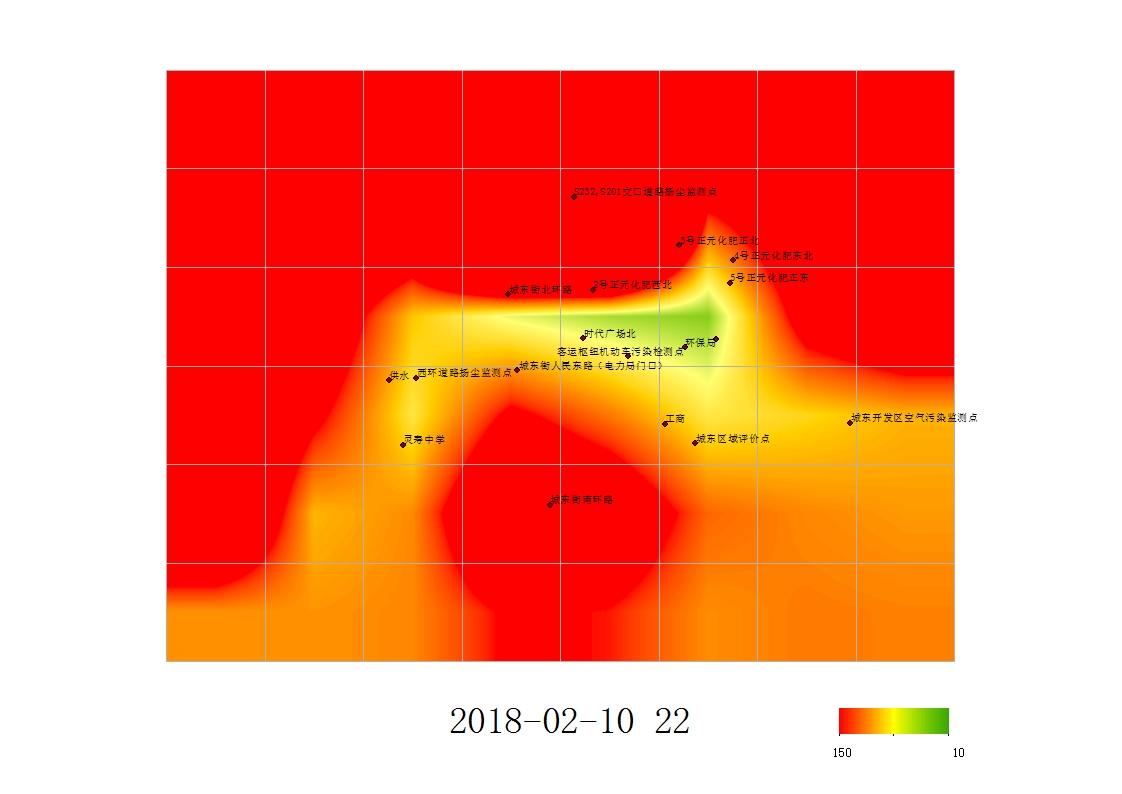 S232,S201交口道路扬尘监测点
3号正元化肥正北
4号正元化肥东北
5号正元化肥正东
2号正元化肥西北
城东街北环路
时代广场北
环保局
客运枢纽机动车污染检测点
城东街人民东路（电力局门口）
供水
西环道路扬尘监测点
工商
城东开发区空气污染监测点
城东区域评价点
灵寿中学
城东街南环路
2018-02-10 22
150
10